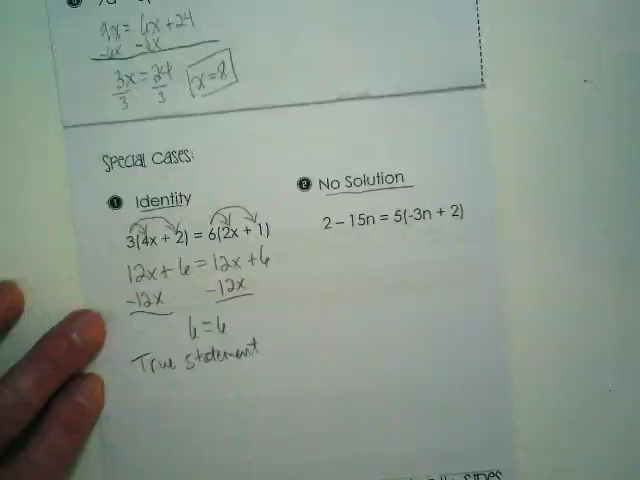 9x = 6x + 24
-6x -6x
3x = 24
3 3
x = 8
Special Cases:
1 Identity
3(4x + 2) = 6(2x + 1)
12x + 6 = 12x + 6
-12x -12x
6 = 6
True statement
2 No Solution
2 – 15n = 5(-3n + 2)